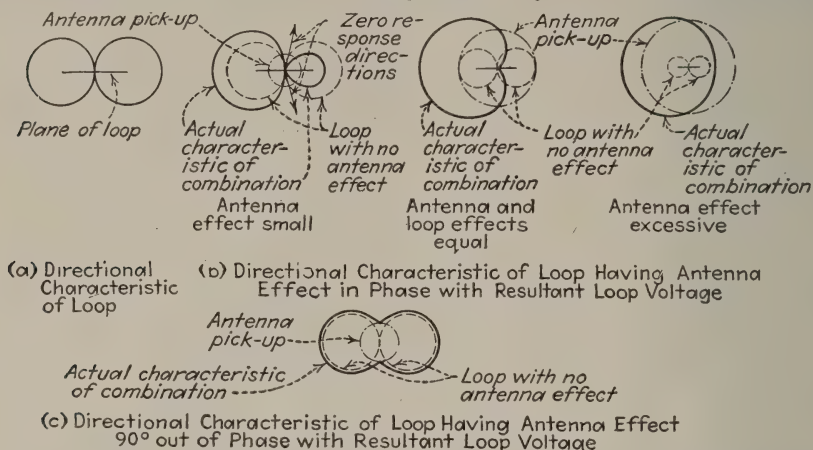 Antenna pick-up
Zero re-
sponse
direc-
tions
Plane of loop
Actual
character-
istic of
combination
Loop
with no
antenna
effect
Antenna
effect small
Antenna
pick-up
Actual
character-
istic of
combination
Loop with
no antenna
effect
Antenna and
loop effects
equal
Actual
character-
istic of
combination
Antenna effect
excessive
(a) Directional
Characteristic
of Loop
(b) Directional Characteristic of Loop Having Antenna
Effect in Phase with Resultant Loop Voltage
Antenna
pick-up
Actual characteristic
of combination
Loop with no
antenna effect
(c) Directional Characteristic of Loop Having Antenna Effect
90° out of Phase with Resultant Loop Voltage